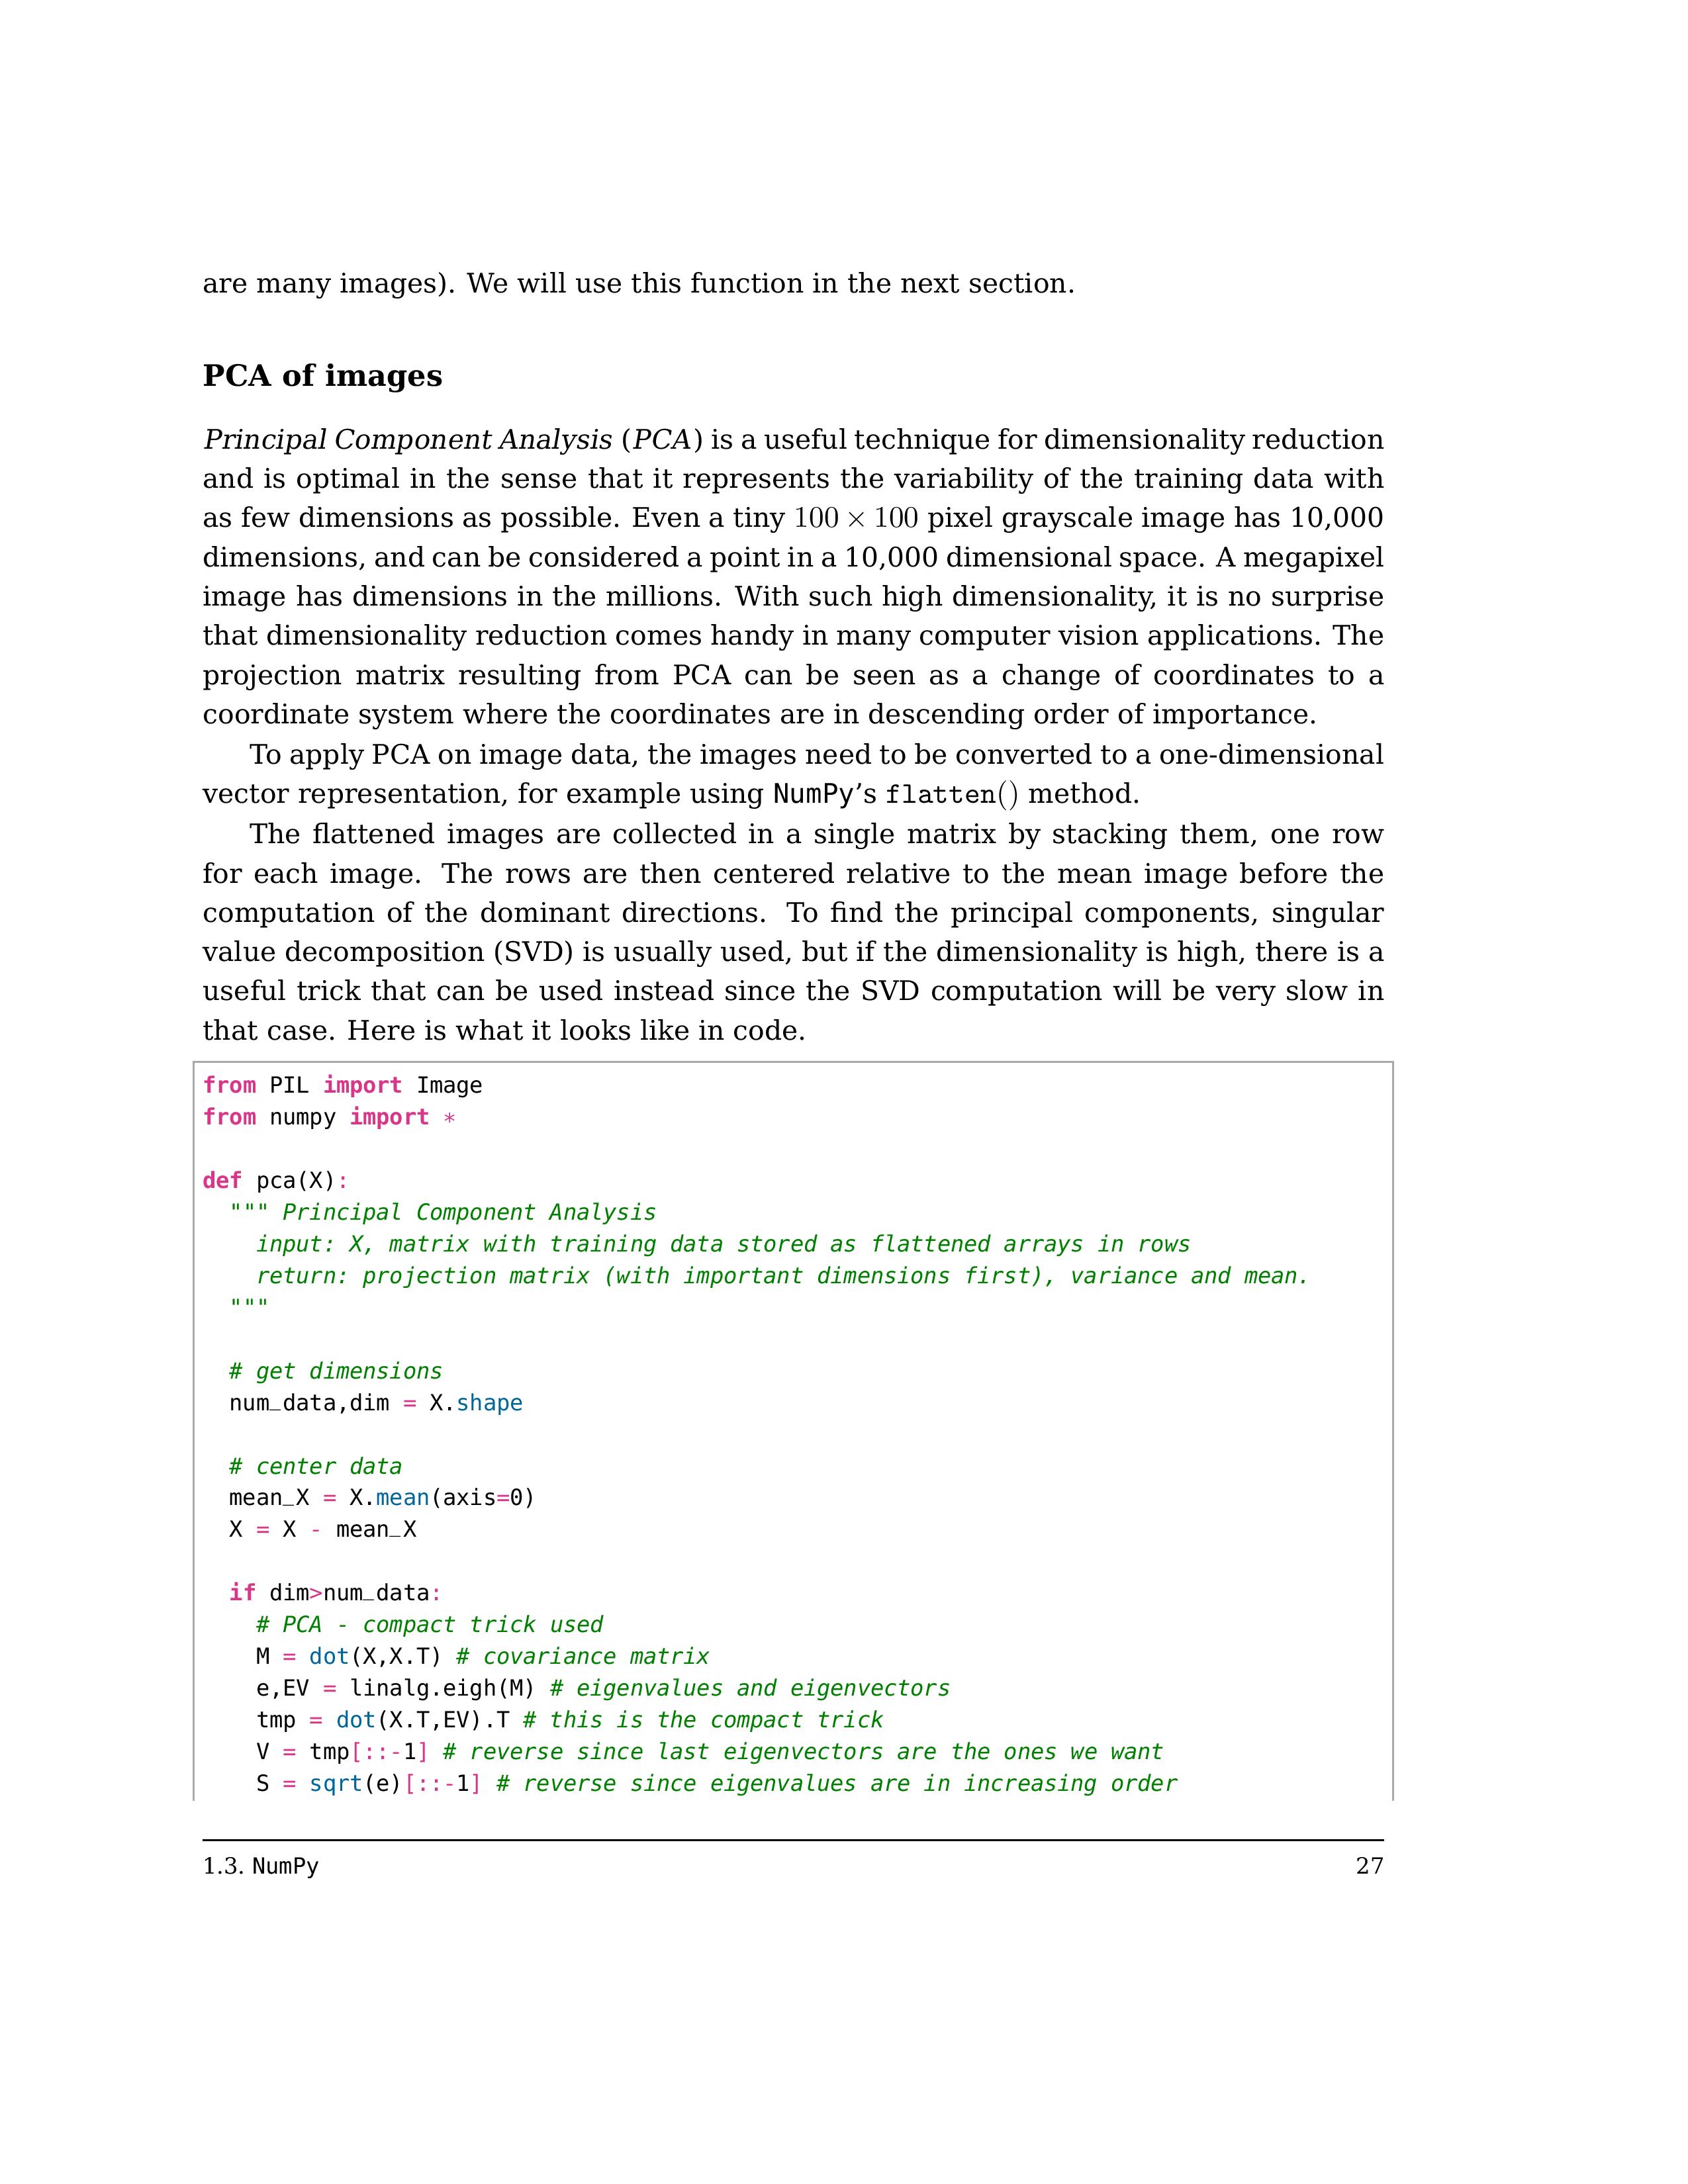 are many images). We will use this function in the next section.
PCA of images
Principal Component Analysis (PCA) is a useful technique for dimensionality reduction
and is optimal in the sense that it represents the variability of the training data with
as few dimensions as possible. Even a tiny 100 × 100 pixel grayscale image has 10,000
dimensions, and can be considered a point in a 10,000 dimensional space. A megapixel
image has dimensions in the millions. With such high dimensionality, it is no surprise
that dimensionality reduction comes handy in many computer vision applications. The
projection matrix resulting from PCA can be seen as a change of coordinates to a
coordinate system where the coordinates are in descending order of importance.
To apply PCA on image data, the images need to be converted to a one-dimensional
vector representation, for example using NumPy’s flatten() method.
The flattened images are collected in a single matrix by stacking them, one row
for each image. The rows are then centered relative to the mean image before the
computation of the dominant directions. To find the principal components, singular
value decomposition (SVD) is usually used, but if the dimensionality is high, there is a
useful trick that can be used instead since the SVD computation will be very slow in
that case. Here is what it looks like in code.
from PIL import Image
from numpy import *
def pca(X):
  """ Principal Component Analysis
    input: X, matrix with training data stored as flattened arrays in rows
    return: projection matrix (with important dimensions first), variance and mean.
  """
  # get dimensions
  num_data,dim = X.shape
  # center data
  mean_X = X.mean(axis=0)
  X = X - mean_X
  if dim>num_data:
    # PCA - compact trick used
    M = dot(X,X.T) # covariance matrix
    e,EV = linalg.eigh(M) # eigenvalues and eigenvectors
    tmp = dot(X.T,EV).T # this is the compact trick
    V = tmp[::-1] # reverse since last eigenvectors are the ones we want
    S = sqrt(e)[::-1] # reverse since eigenvalues are in increasing order
1.3. NumPy 27